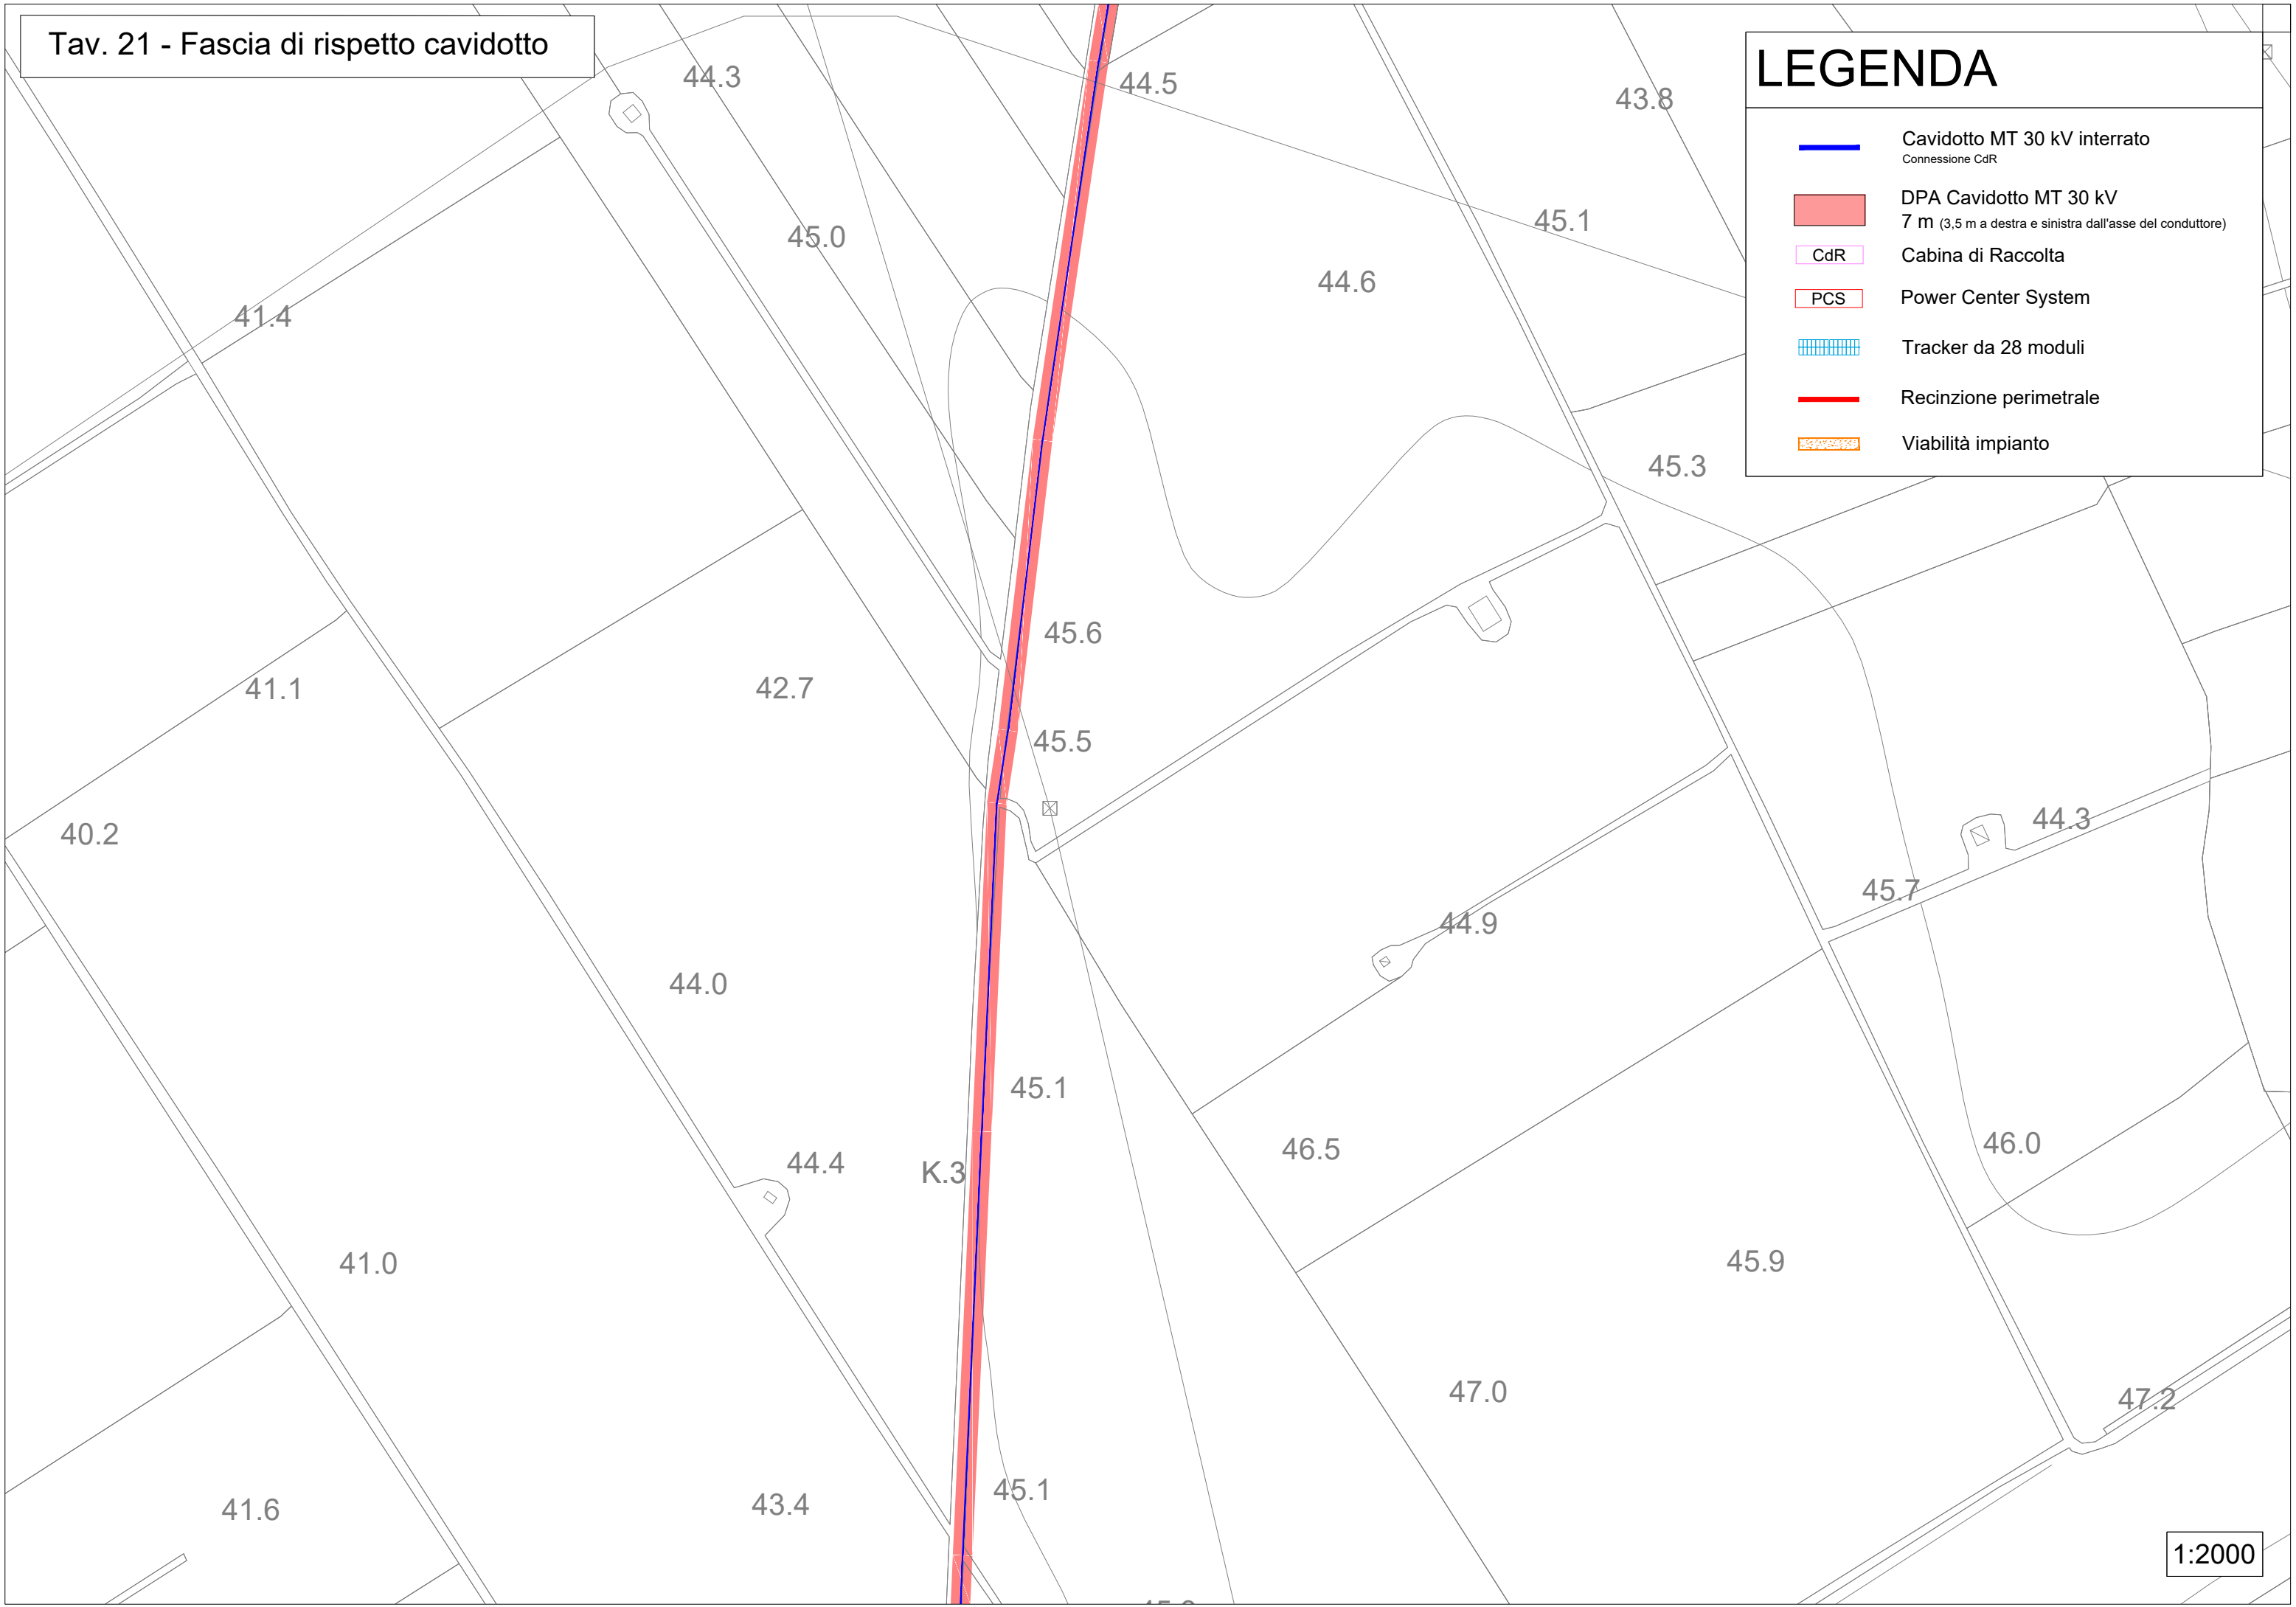 Tav. 21 - Fascia di rispetto cavidotto
LEGENDA
Cavidotto MT 30 kV interrato
Connessione CdR
DPA Cavidotto MT 30 kV
7 m (3,5 m a destra e sinistra dall'asse del conduttore)
CdR Cabina di Raccolta
PCS Power Center System
Tracker da 28 moduli
Recinzione perimetrale
Viabilità impianto
44.3
44.5
43.8
45.0
45.1
44.6
41.4
45.3
45.6
41.1
42.7
45.5
40.2
44.3
45.7
44.9
44.0
45.1
46.5
46.0
44.4
K.3
41.0
45.9
47.0
47.2
45.1
43.4
41.6
1:2000